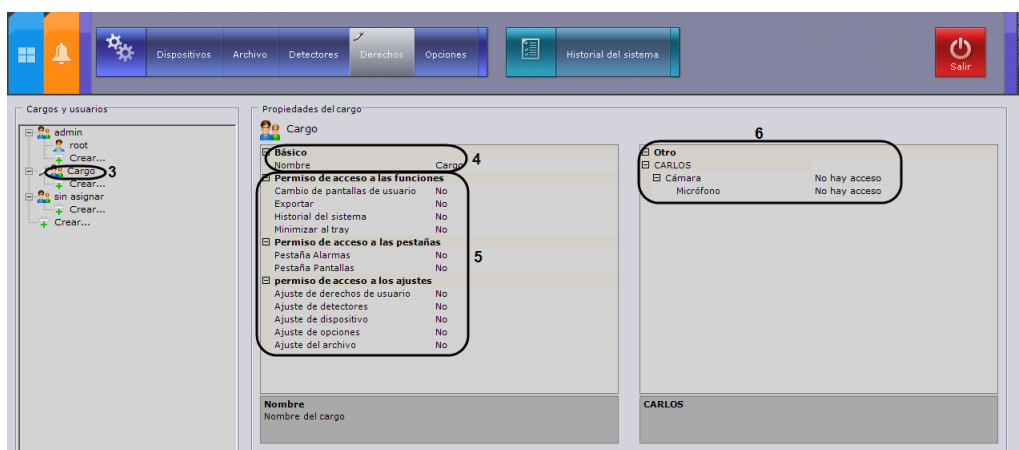 Dispositivos Archivo Detectores Derechos Opciones Historial del sistema Salir
Cargos y usuarios
admin
root
Crear...
Cargo 3
Crear...
sin asignar
Crear...
Crear...
Propiedades del cargo
Cargo
Básico
Nombre Cargo 4
Permiso de acceso a las funciones
Cambio de pantallas de usuario No
Exportar No
Historial del sistema No
Minimizar al tray No
Permiso de acceso a las pestañas
Pestaña Alarmas No 5
Pestaña Pantallas No
permiso de acceso a los ajustes
Ajuste de derechos de usuario No
Ajuste de detectores No
Ajuste de dispositivo No
Ajuste de opciones No
Ajuste del archivo No
Nombre
Nombre del cargo
6
Otro
CARLOS
Cámara No hay acceso
Micrófono No hay acceso
CARLOS